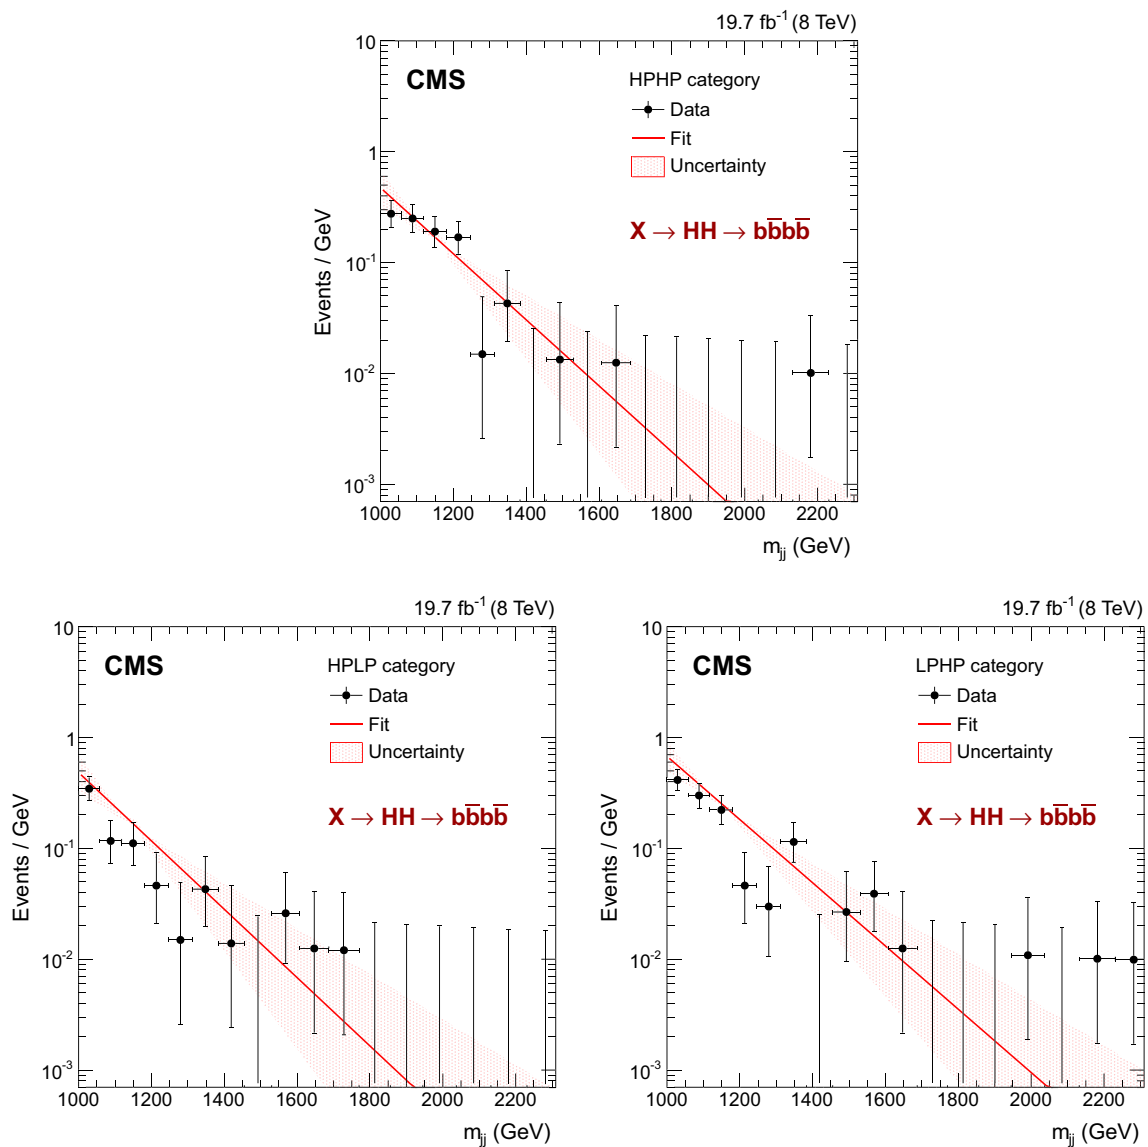 19.7 fb⁻¹ (8 TeV)
CMS
HPHP category
Data
Fit
Uncertainty
X → HH → bb̅bb̅
Events / GeV
10
1
10⁻¹
10⁻²
10⁻³
1000 1200 1400 1600 1800 2000 2200
m_jj (GeV)
19.7 fb⁻¹ (8 TeV)
CMS
HPLP category
Data
Fit
Uncertainty
X → HH → bb̅bb̅
Events / GeV
10
1
10⁻¹
10⁻²
10⁻³
1000 1200 1400 1600 1800 2000 2200
m_jj (GeV)
19.7 fb⁻¹ (8 TeV)
CMS
LPHP category
Data
Fit
Uncertainty
X → HH → bb̅bb̅
Events / GeV
10
1
10⁻¹
10⁻²
10⁻³
1000 1200 1400 1600 1800 2000 2200
m_jj (GeV)